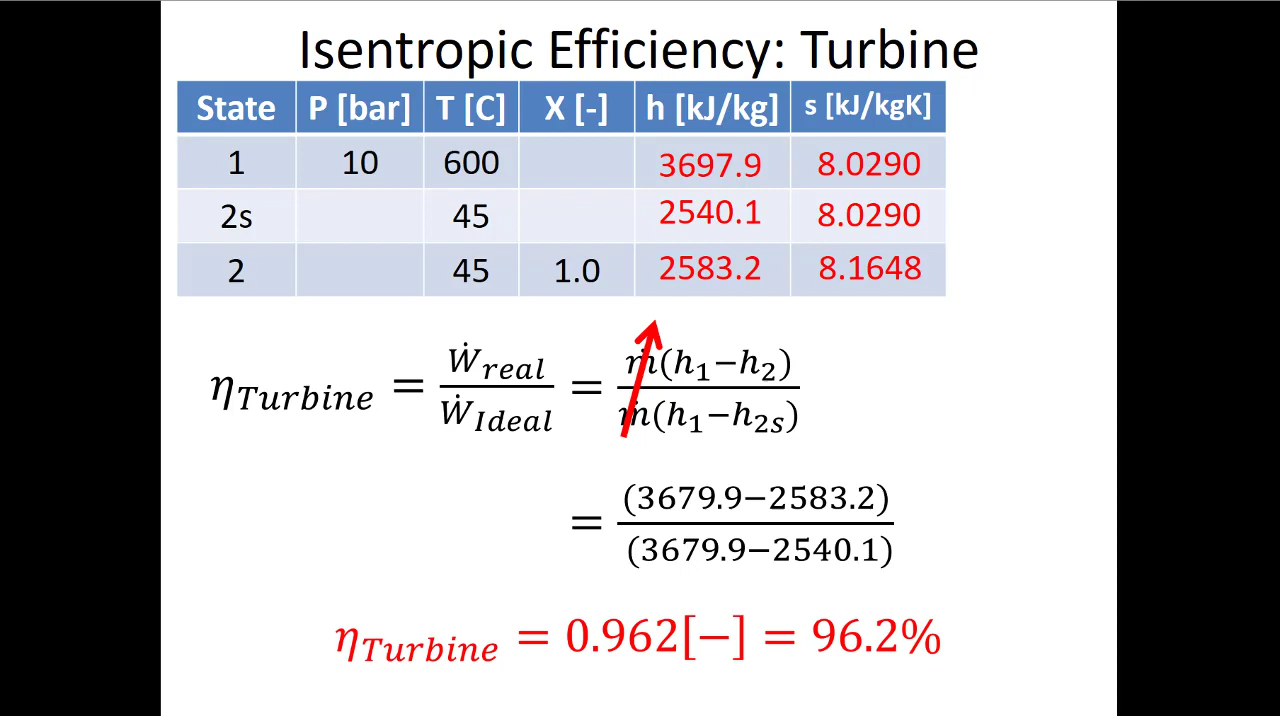 Isentropic Efficiency: Turbine
State P [bar] T [C] X [-] h [kJ/kg] s [kJ/kgK]
1 10 600 3697.9 8.0290
2s 45 2540.1 8.0290
2 45 1.0 2583.2 8.1648
η_Turbine = Ẇ_real / Ẇ_Ideal = ṁ(h₁−h₂) / ṁ(h₁−h₂ₛ)
= (3679.9−2583.2) / (3679.9−2540.1)
η_Turbine = 0.962[−] = 96.2%